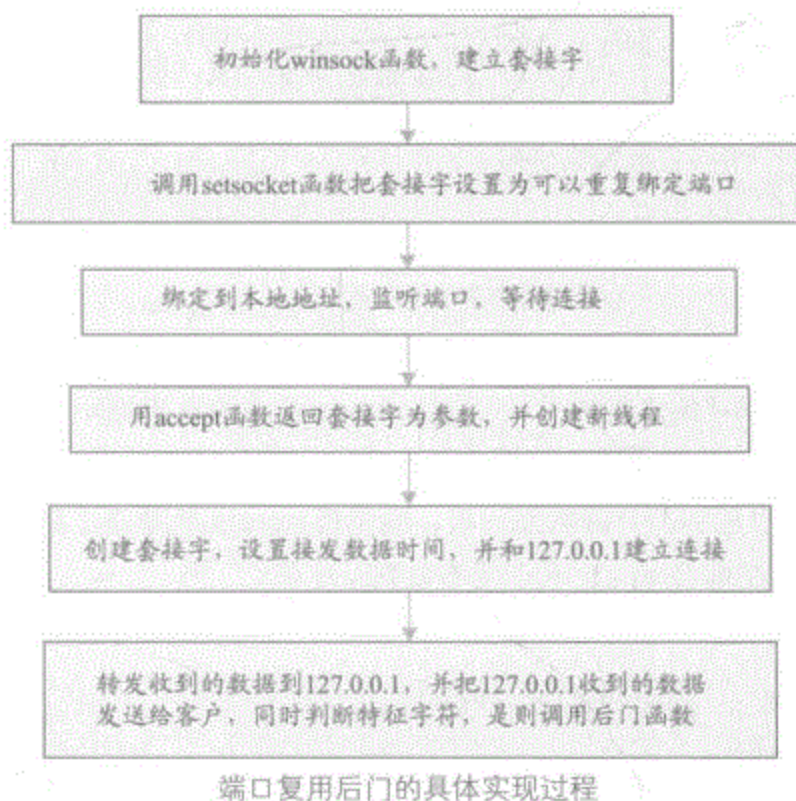 初始化winsock函数，建立套接字
调用setsocket函数把套接字设置为可以重复绑定端口
绑定到本地地址，监听端口，等待连接
用accept函数返回套接字为参数，并创建新线程
创建套接字，设置接发数据时间，并和127.0.0.1建立连接
转发收到的数据到127.0.0.1，并把127.0.0.1收到的数据
发送给客户，同时判断特征字符，是则调用后门函数
端口复用后门的具体实现过程